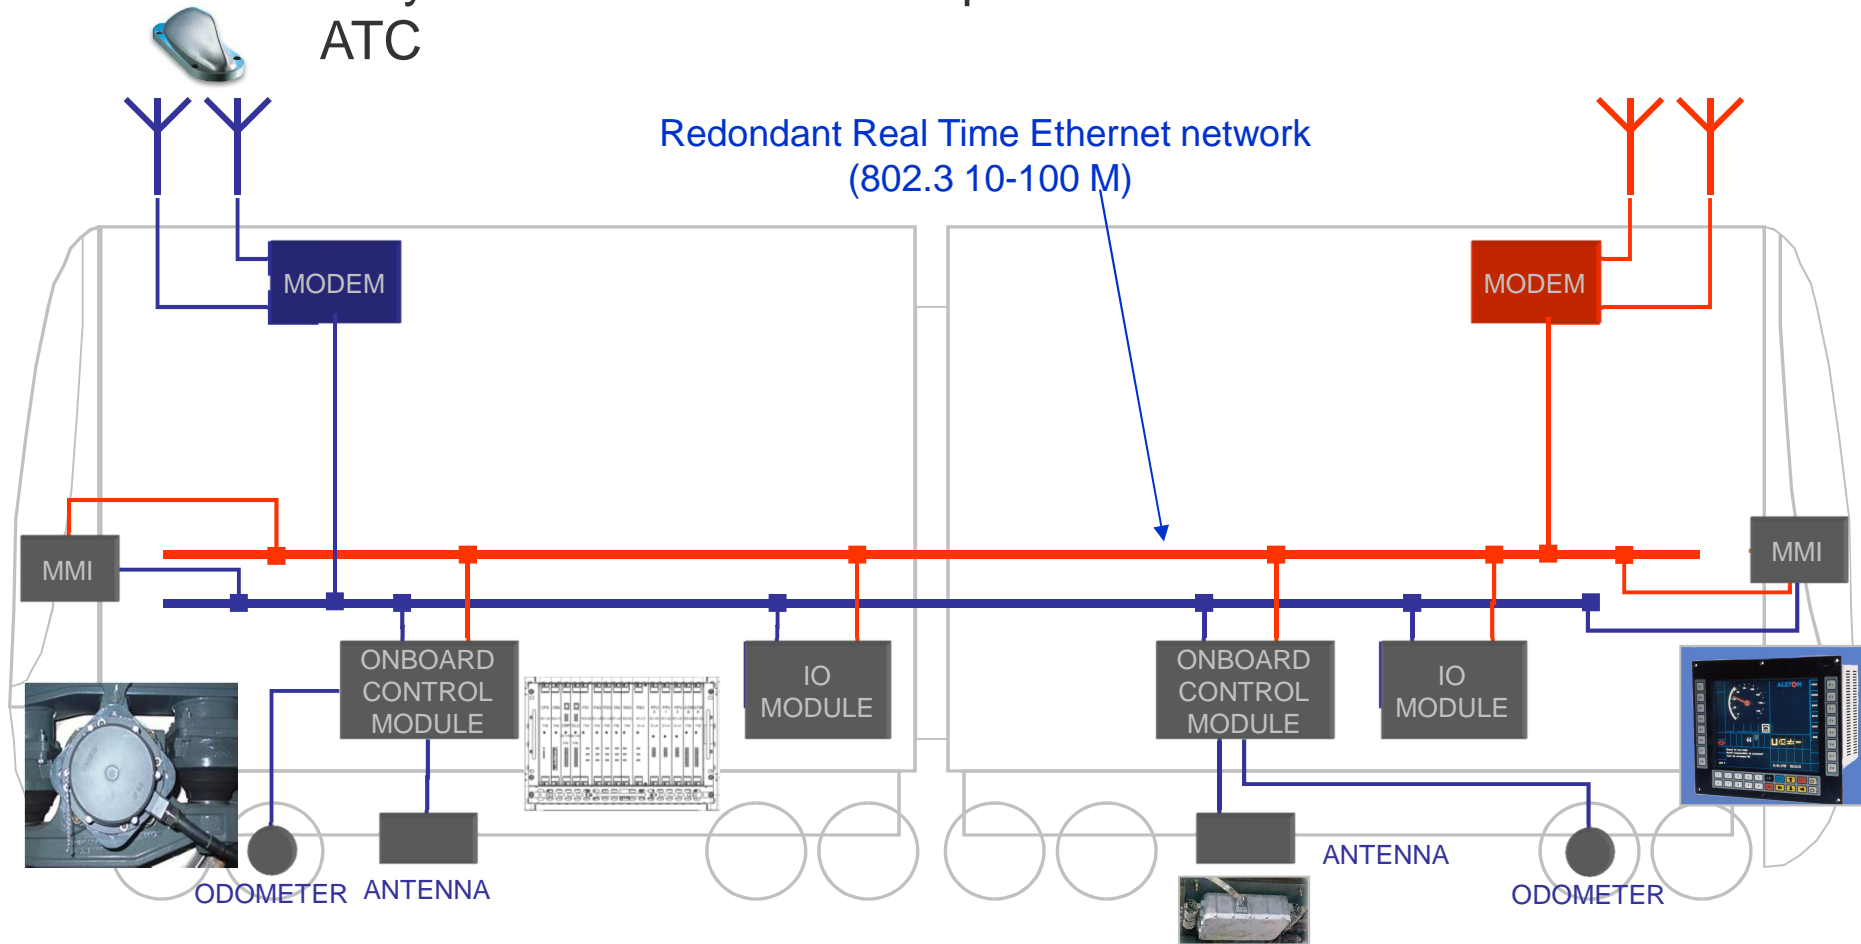 ATC
Redondant Real Time Ethernet network
(802.3 10-100 M)
MODEM
MODEM
MMI
MMI
ONBOARD
CONTROL
MODULE
IO
MODULE
ONBOARD
CONTROL
MODULE
IO
MODULE
ALSTOM
ODOMETER
ANTENNA
ANTENNA
ODOMETER